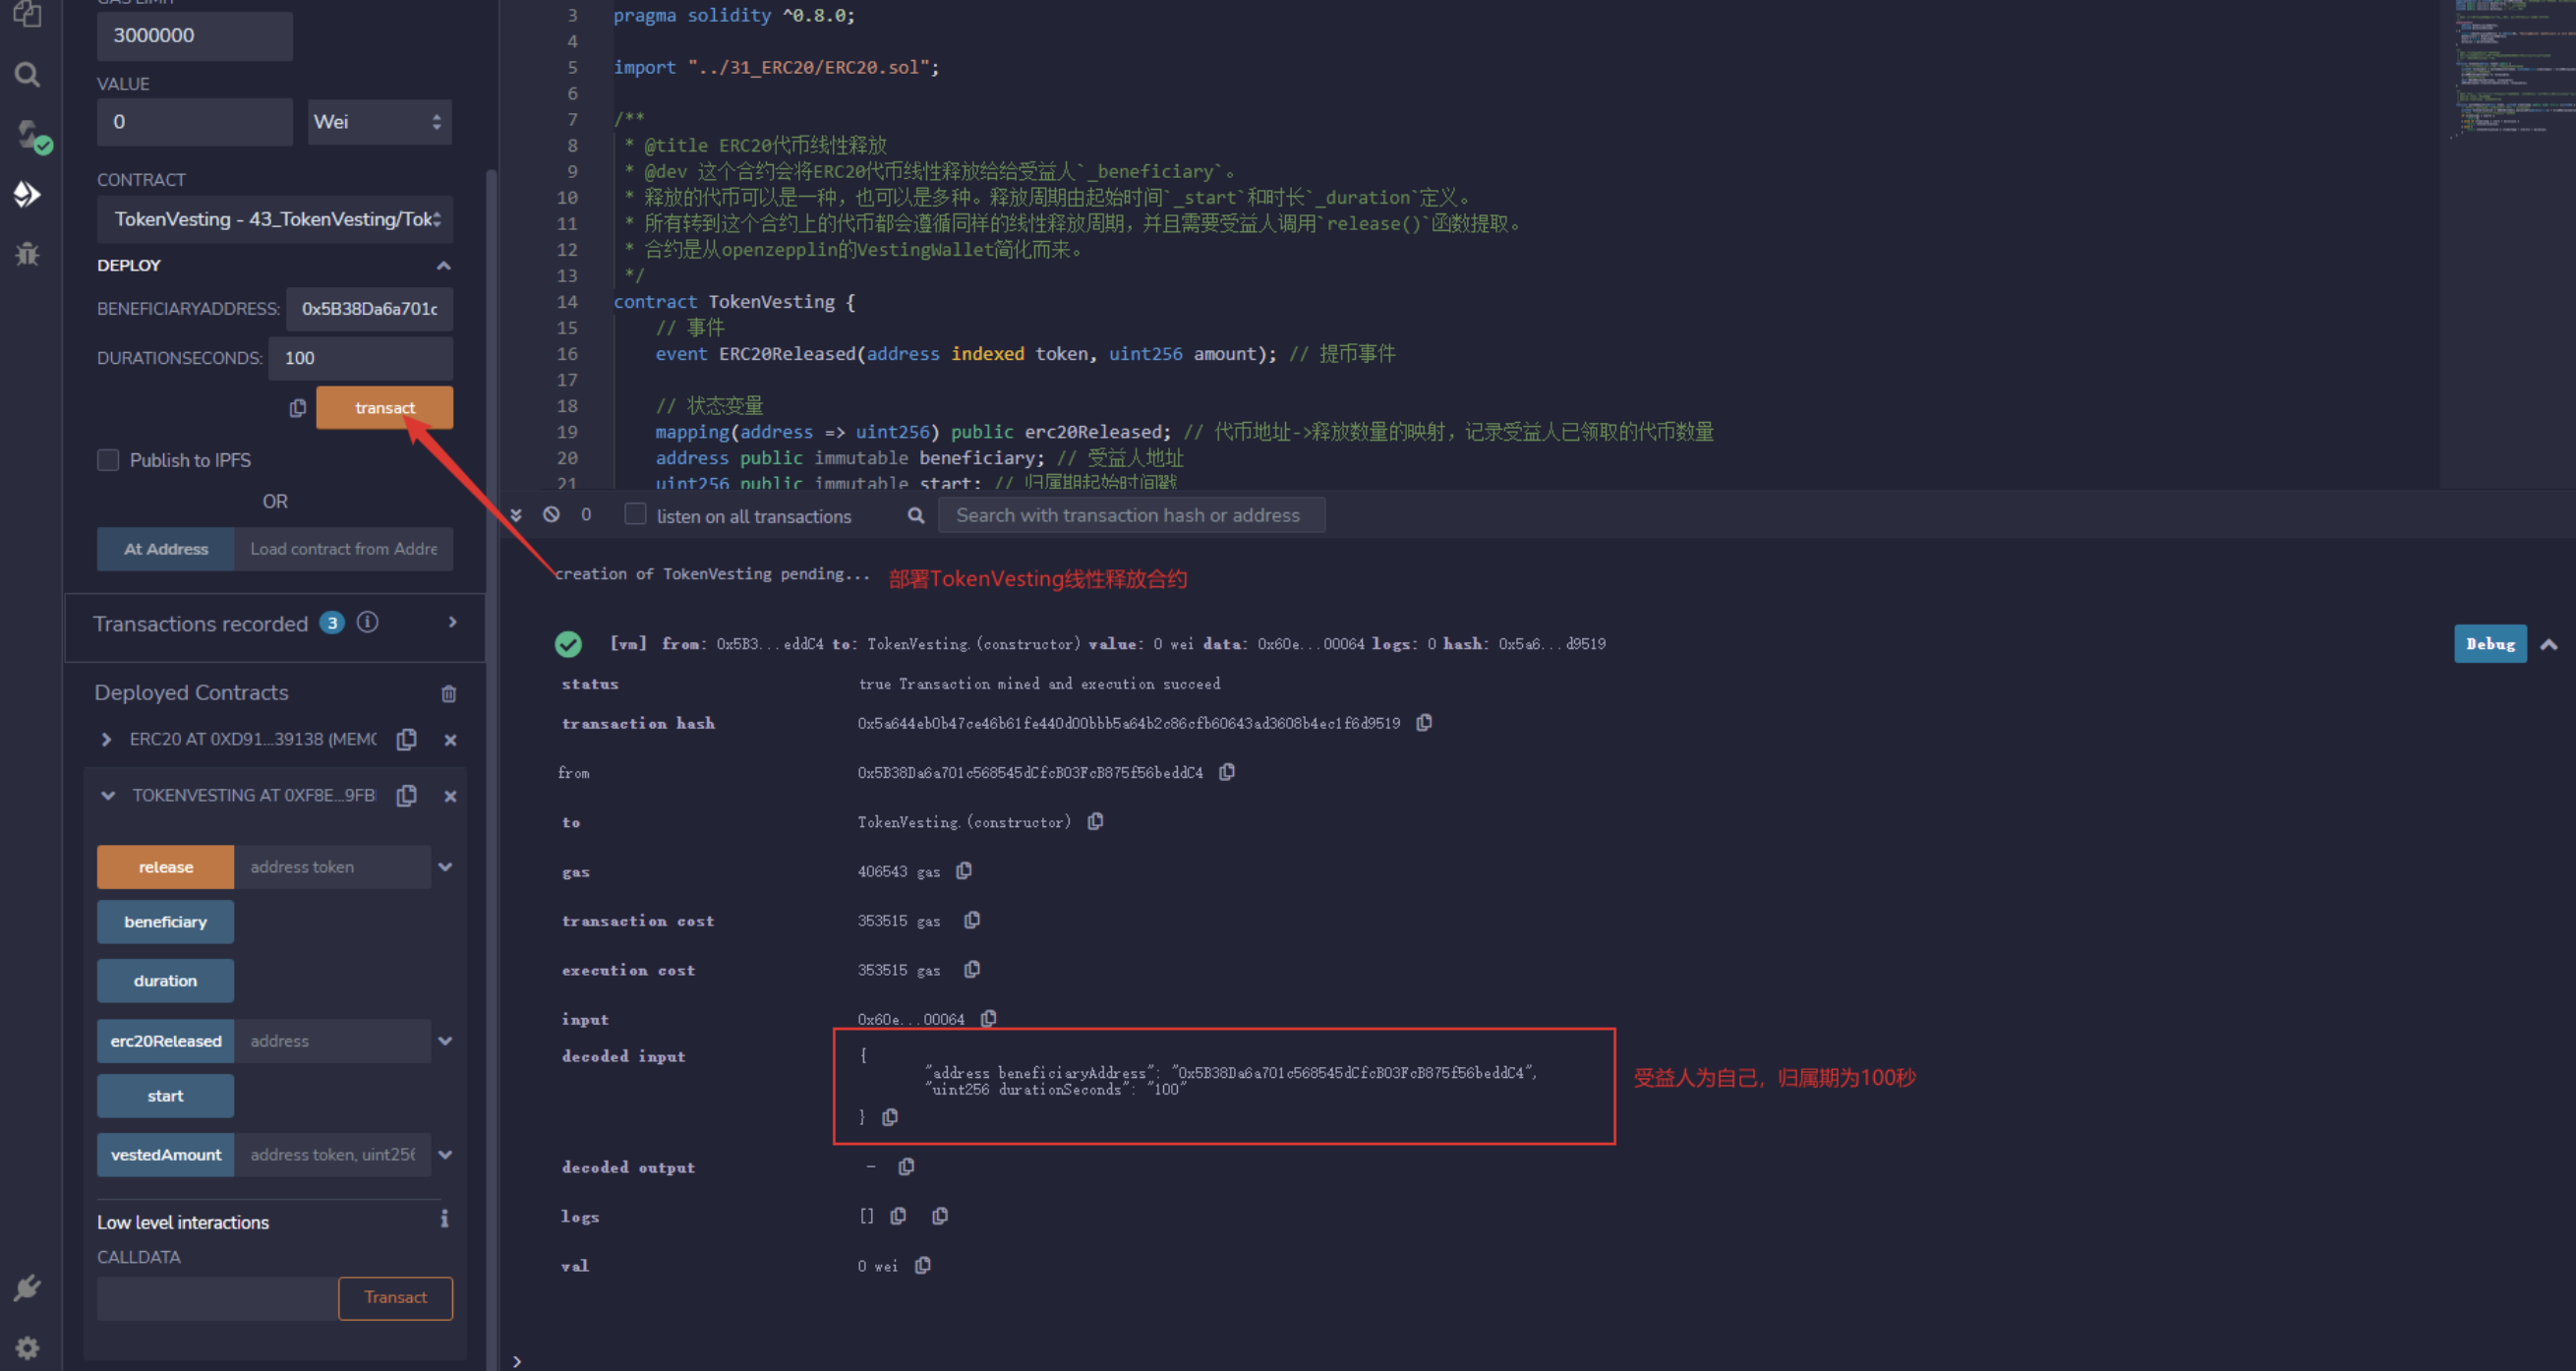 GAS LIMIT
3000000
VALUE
0 Wei
CONTRACT
TokenVesting - 43_TokenVesting/Tok
DEPLOY
BENEFICIARYADDRESS: 0x5B38Da6a701c
DURATIONSECONDS: 100
transact
Publish to IPFS
OR
At Address Load contract from Addre
Transactions recorded 3 i
Deployed Contracts
ERC20 AT 0XD91...39138 (MEMO
TOKENVESTING AT 0XF8E...9FB
release address token
beneficiary
duration
erc20Released address
start
vestedAmount address token, uint256
Low level interactions i
CALLDATA
Transact
3 pragma solidity ^0.8.0;
4
5 import "../31_ERC20/ERC20.sol";
6
7 /**
8 * @title ERC20代币线性释放
9 * @dev 这个合约会将ERC20代币线性释放给给受益人`_beneficiary`。
10 * 释放的代币可以是一种，也可以是多种。释放周期由起始时间`_start`和时长`_duration`定义。
11 * 所有转到这个合约上的代币都会遵循同样的线性释放周期，并且需要受益人调用`release()`函数提取。
12 * 合约是从openzepplin的VestingWallet简化而来。
13 */
14 contract TokenVesting {
15 // 事件
16 event ERC20Released(address indexed token, uint256 amount); // 提币事件
17
18 // 状态变量
19 mapping(address => uint256) public erc20Released; // 代币地址->释放数量的映射，记录受益人已领取的代币数量
20 address public immutable beneficiary; // 受益人地址
21 uint256 public immutable start; // 归属期起始时间戳
0 listen on all transactions Search with transaction hash or address
creation of TokenVesting pending... 部署TokenVesting线性释放合约
[vm] from: 0x5B3...eddC4 to: TokenVesting.(constructor) value: 0 wei data: 0x60e...00064 logs: 0 hash: 0x5a6...d9519 Debug
status true Transaction mined and execution succeed
transaction hash 0x5a644eb0b47ce46b61fe440d00bbb5a64b2c86cfb60643ad3608b4ec1f6d9519
from 0x5B38Da6a701c568545dCfcB03FcB875f56beddC4
to TokenVesting.(constructor)
gas 406543 gas
transaction cost 353515 gas
execution cost 353515 gas
input 0x60e...00064
decoded input {
"address beneficiaryAddress": "0x5B38Da6a701c568545dCfcB03FcB875f56beddC4",
"uint256 durationSeconds": "100"
}
受益人为自己，归属期为100秒
decoded output -
logs []
val 0 wei
>